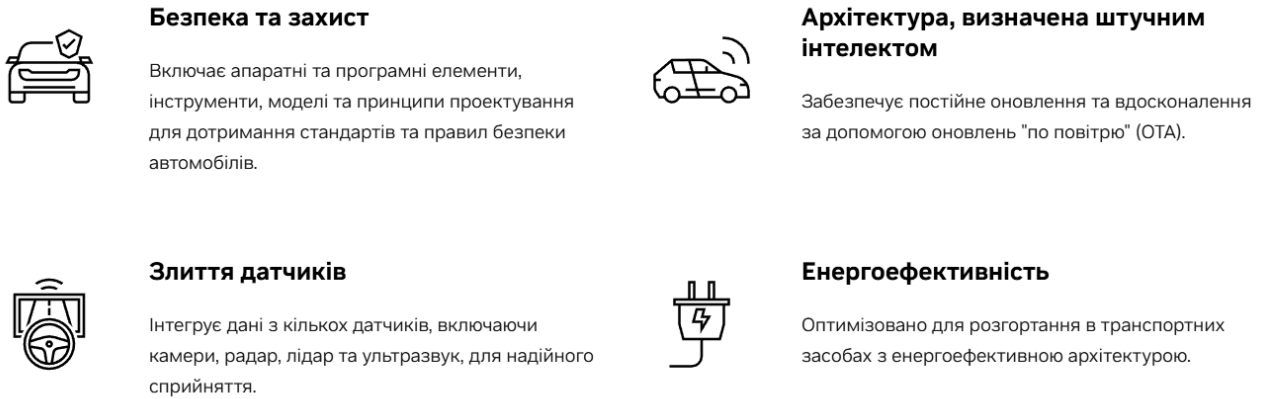 Безпека та захист
Включає апаратні та програмні елементи,
інструменти, моделі та принципи проектування
для дотримання стандартів та правил безпеки
автомобілів.
Архітектура, визначена штучним
інтелектом
Забезпечує постійне оновлення та вдосконалення
за допомогою оновлень "по повітрю" (OTA).
Злиття датчиків
Інтегрує дані з кількох датчиків, включаючи
камери, радар, лідар та ультразвук, для надійного
сприйняття.
Енергоефективність
Оптимізовано для розгортання в транспортних
засобах з енергоефективною архітектурою.